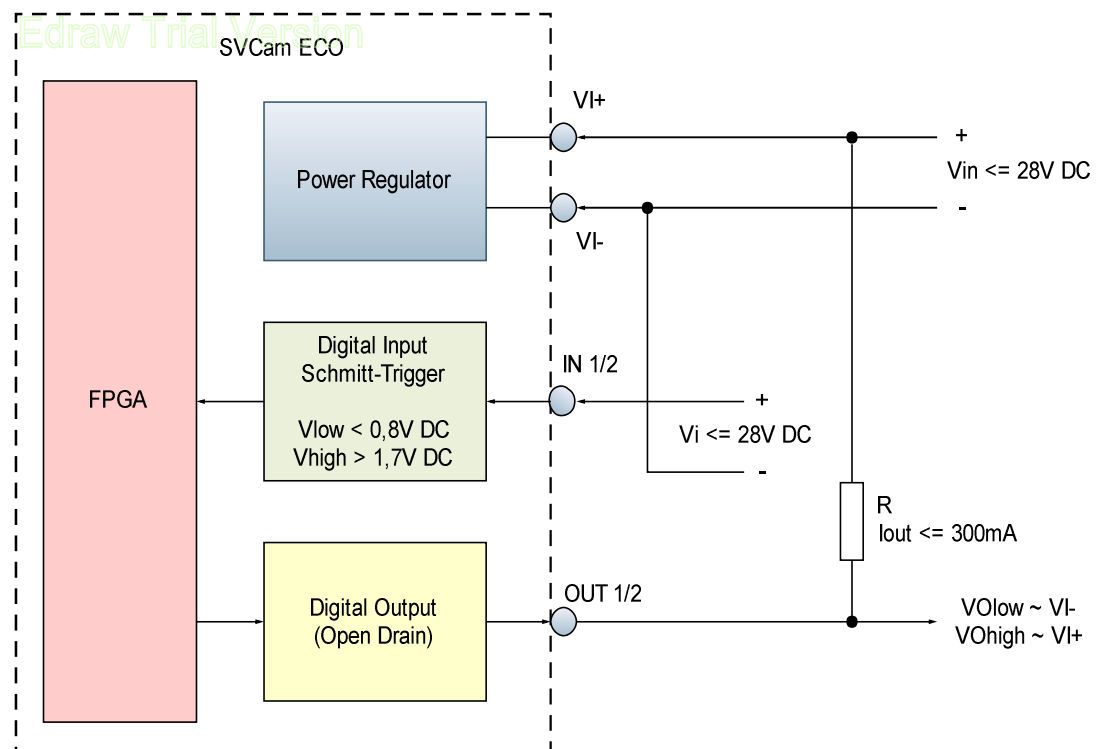 Edraw Trial Version
SVCam ECO
VI+
+
Vin <= 28V DC
-
VI-
Power Regulator
FPGA
Digital Input
Schmitt-Trigger
Vlow < 0,8V DC
Vhigh > 1,7V DC
IN 1/2
+
Vi <= 28V DC
-
R
Iout <= 300mA
Digital Output
(Open Drain)
OUT 1/2
VOlow ~ VI-
VOhigh ~ VI+